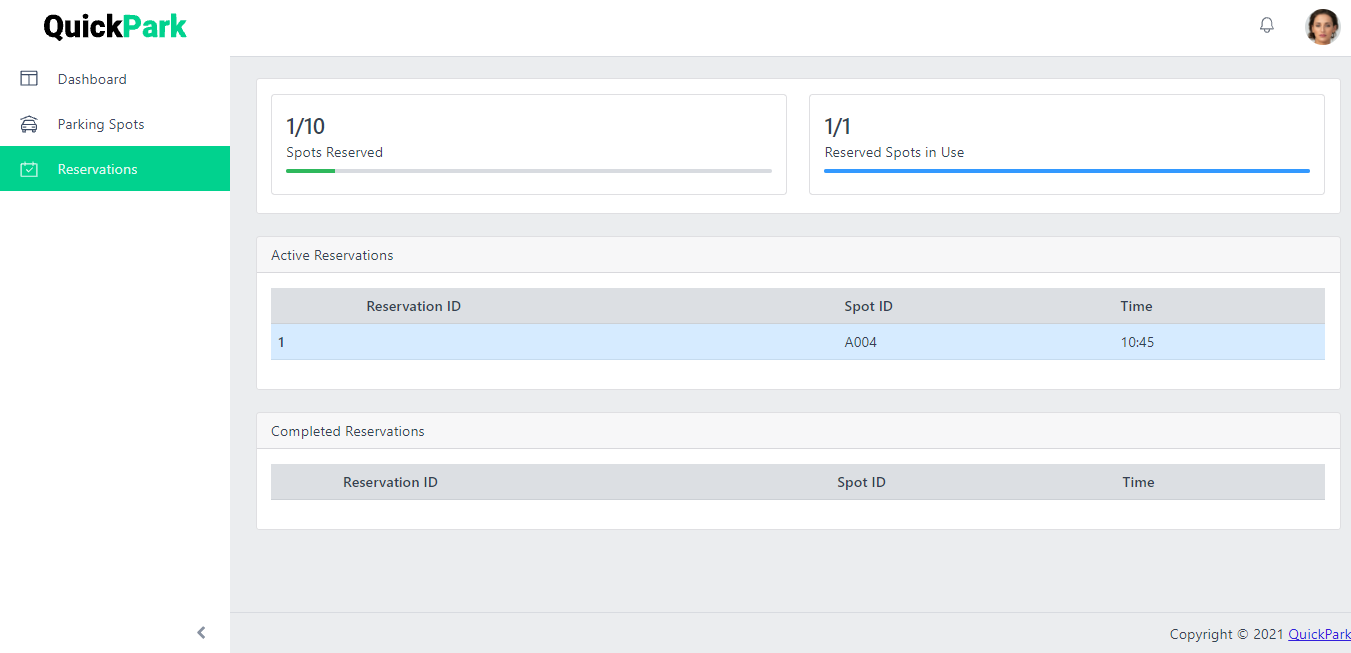 QuickPark
Dashboard
Parking Spots
Reservations
1/10
Spots Reserved
1/1
Reserved Spots in Use
Active Reservations
Reservation ID Spot ID Time
1 A004 10:45
Completed Reservations
Reservation ID Spot ID Time
Copyright © 2021 QuickPark